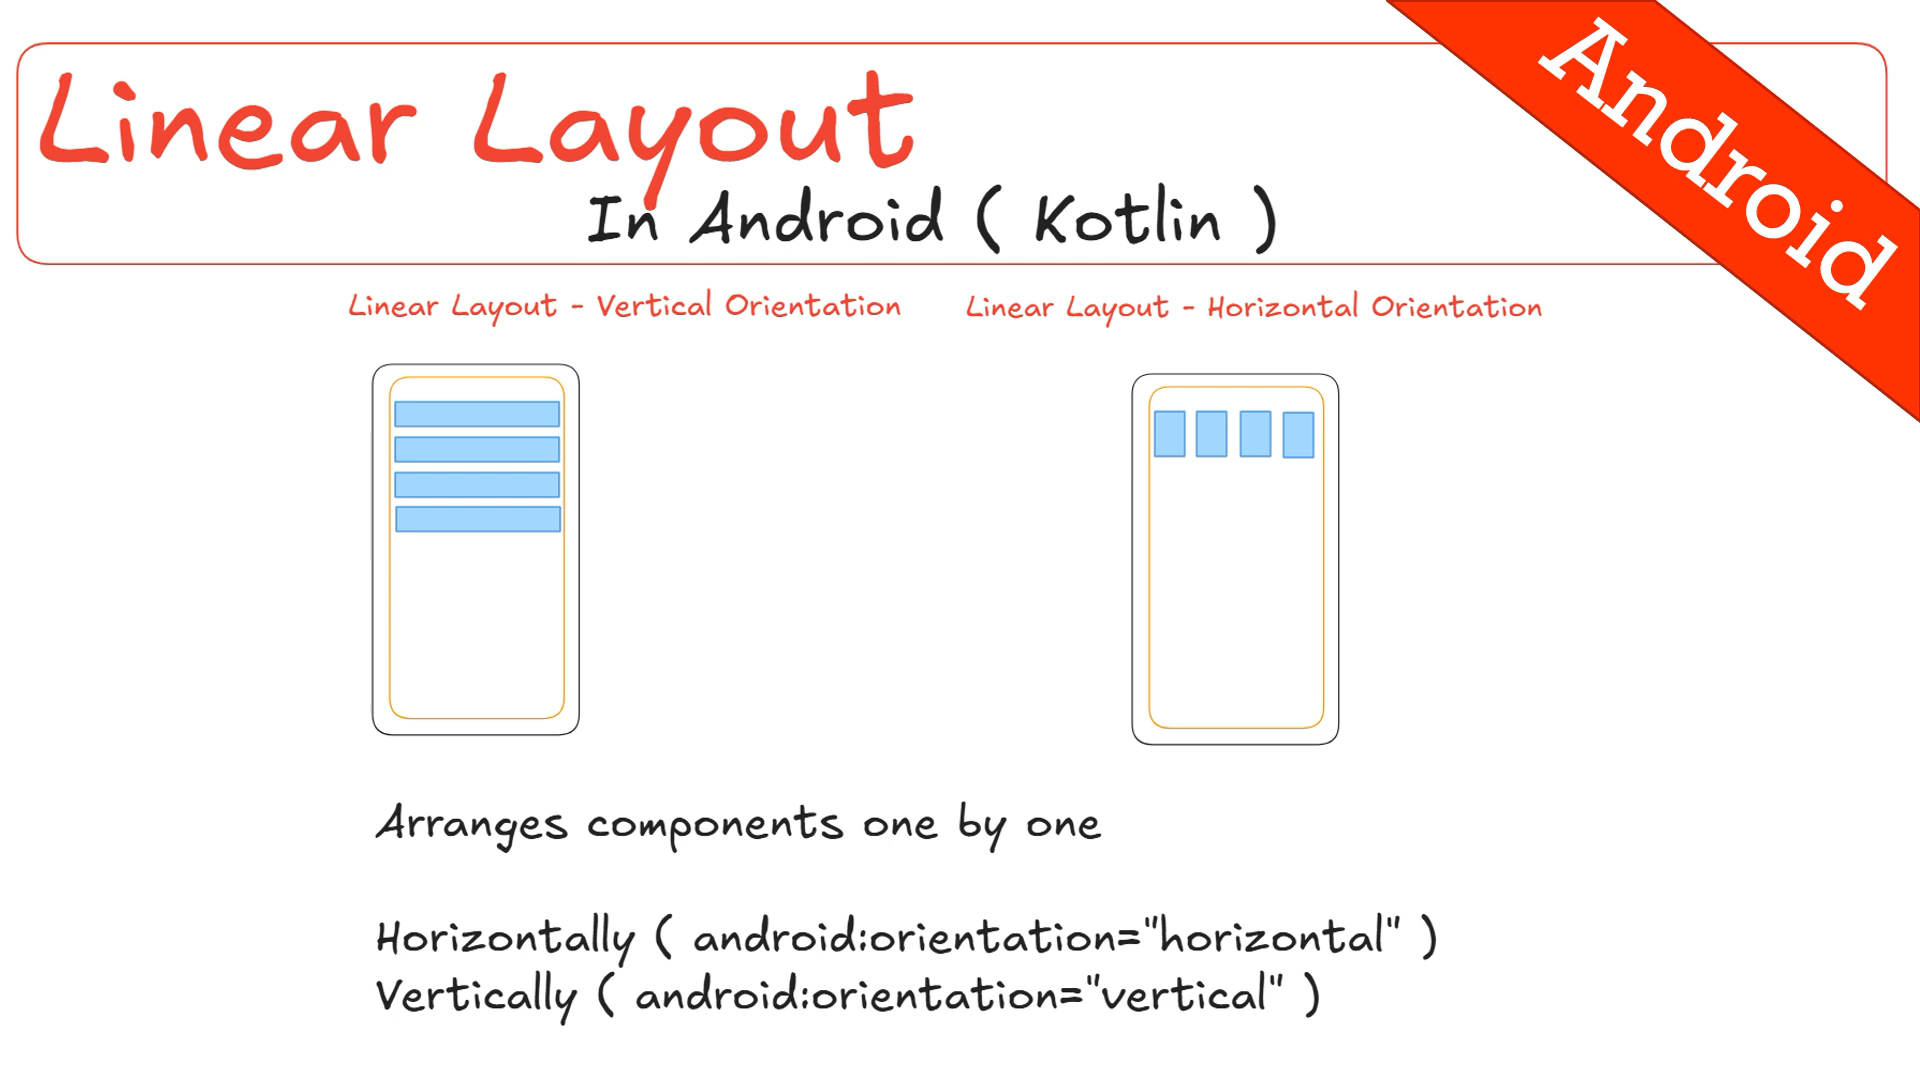 Linear Layout
In Android ( Kotlin )
Android
Linear Layout - Vertical Orientation
Linear Layout - Horizontal Orientation
Arranges components one by one
Horizontally ( android:orientation="horizontal" )
Vertically ( android:orientation="vertical" )